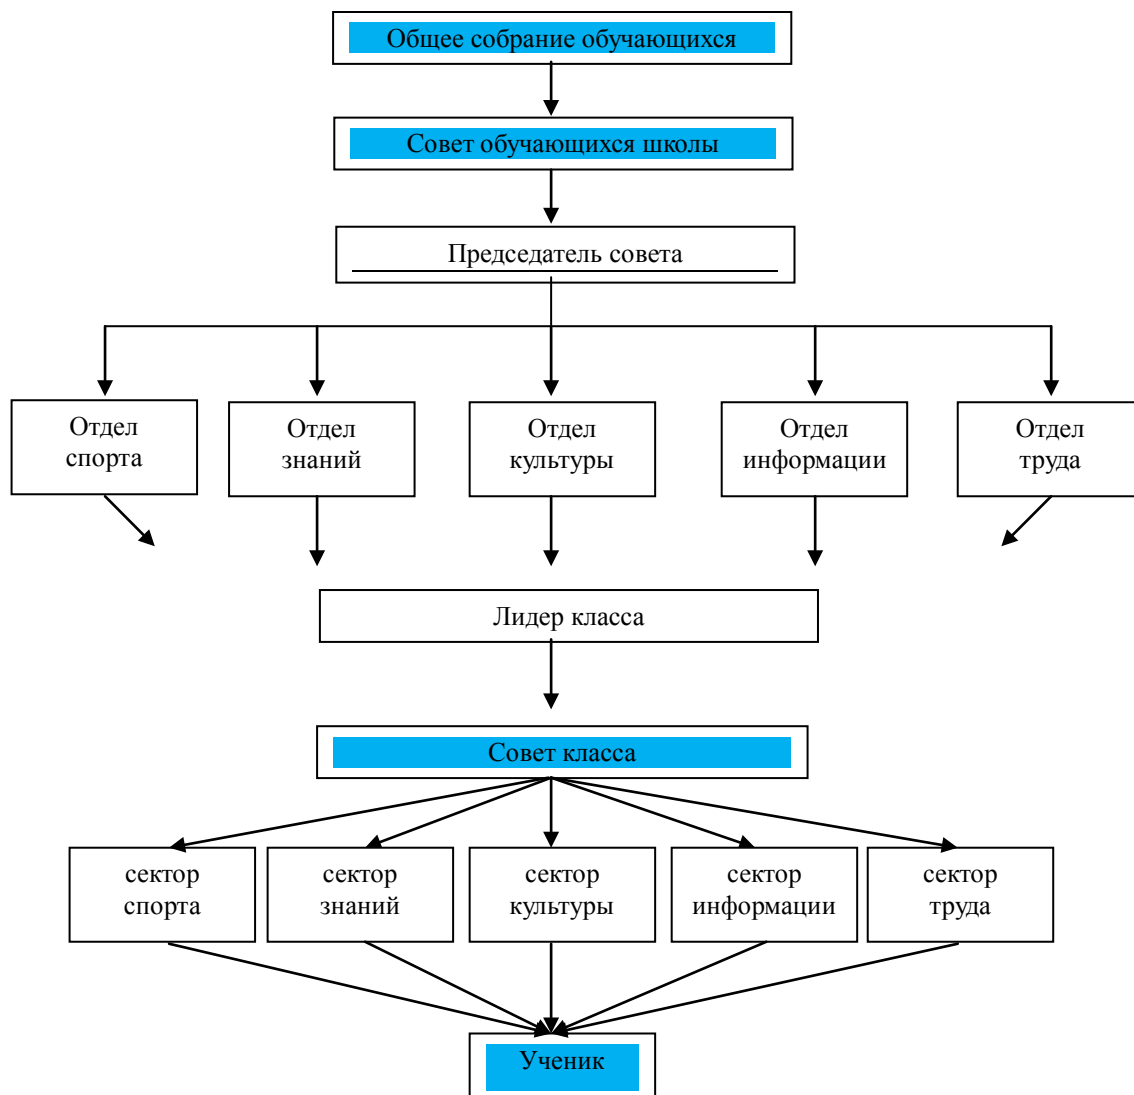 Общее собрание обучающихся
Совет обучающихся школы
Председатель совета
Отдел
спорта
Отдел
знаний
Отдел
культуры
Отдел
информации
Отдел
труда
Лидер класса
Совет класса
сектор
спорта
сектор
знаний
сектор
культуры
сектор
информации
сектор
труда
Ученик